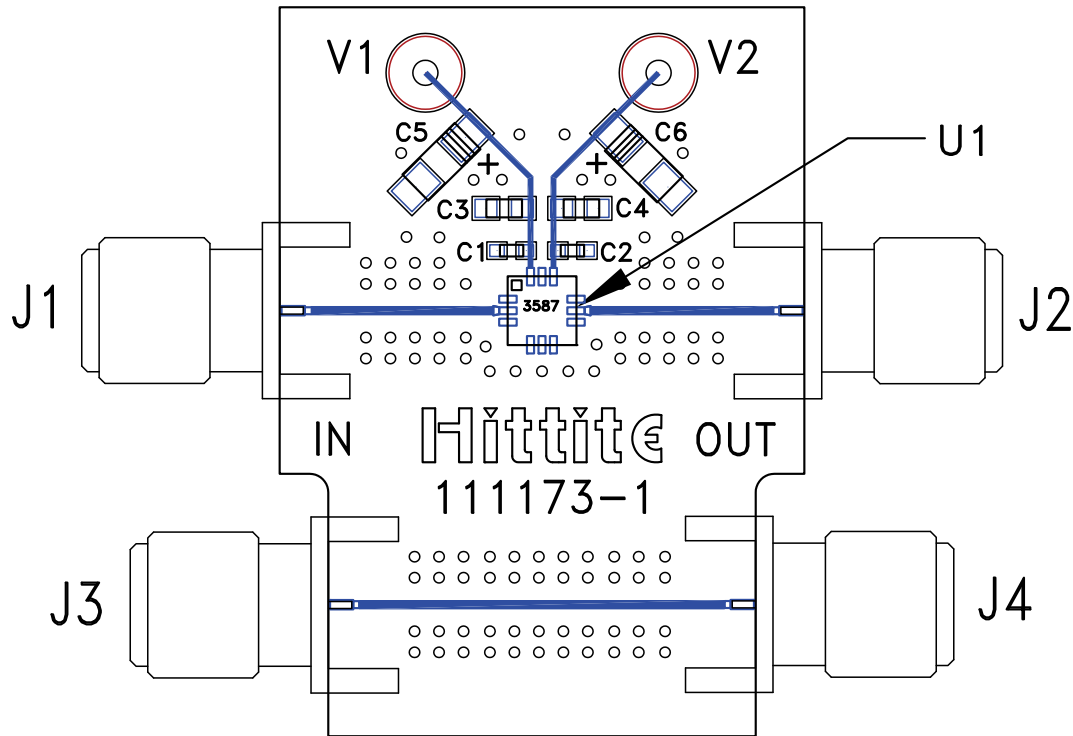 V1
V2
C5
C6
U1
+
+
C3
C4
C1
C2
3587
J1
J2
IN
Hittite
OUT
111173-1
J3
J4